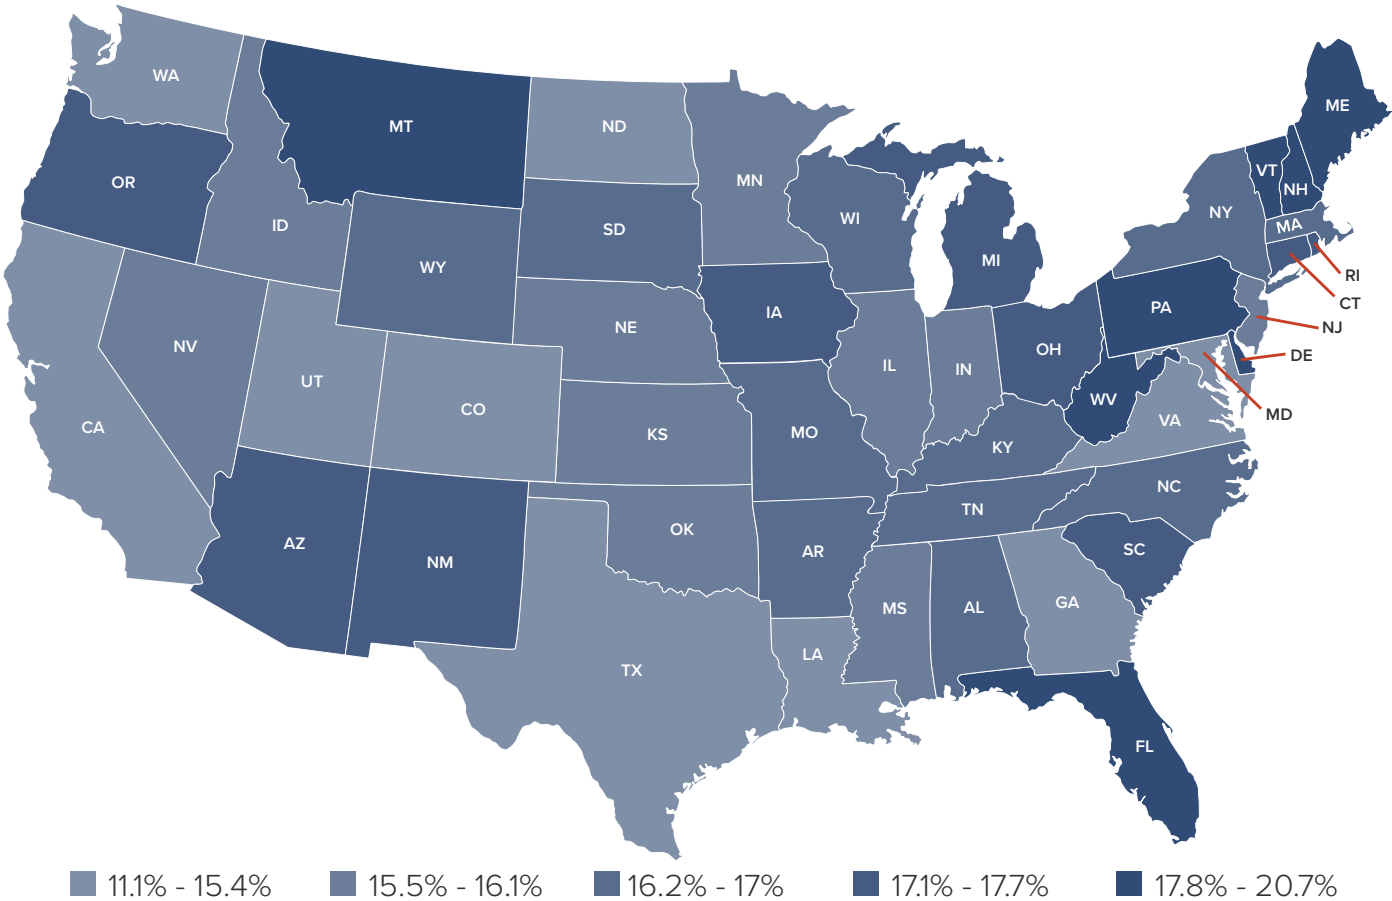 WA
MT
ND
MN
ME
OR
ID
SD
WI
VT
NH
NY
MA
WY
MI
RI
CT
NV
NE
IA
PA
NJ
UT
CO
IL
IN
OH
DE
CA
KS
MO
KY
WV
VA
MD
AZ
NM
OK
AR
TN
NC
SC
TX
LA
MS
AL
GA
FL
11.1% - 15.4%
15.5% - 16.1%
16.2% - 17%
17.1% - 17.7%
17.8% - 20.7%